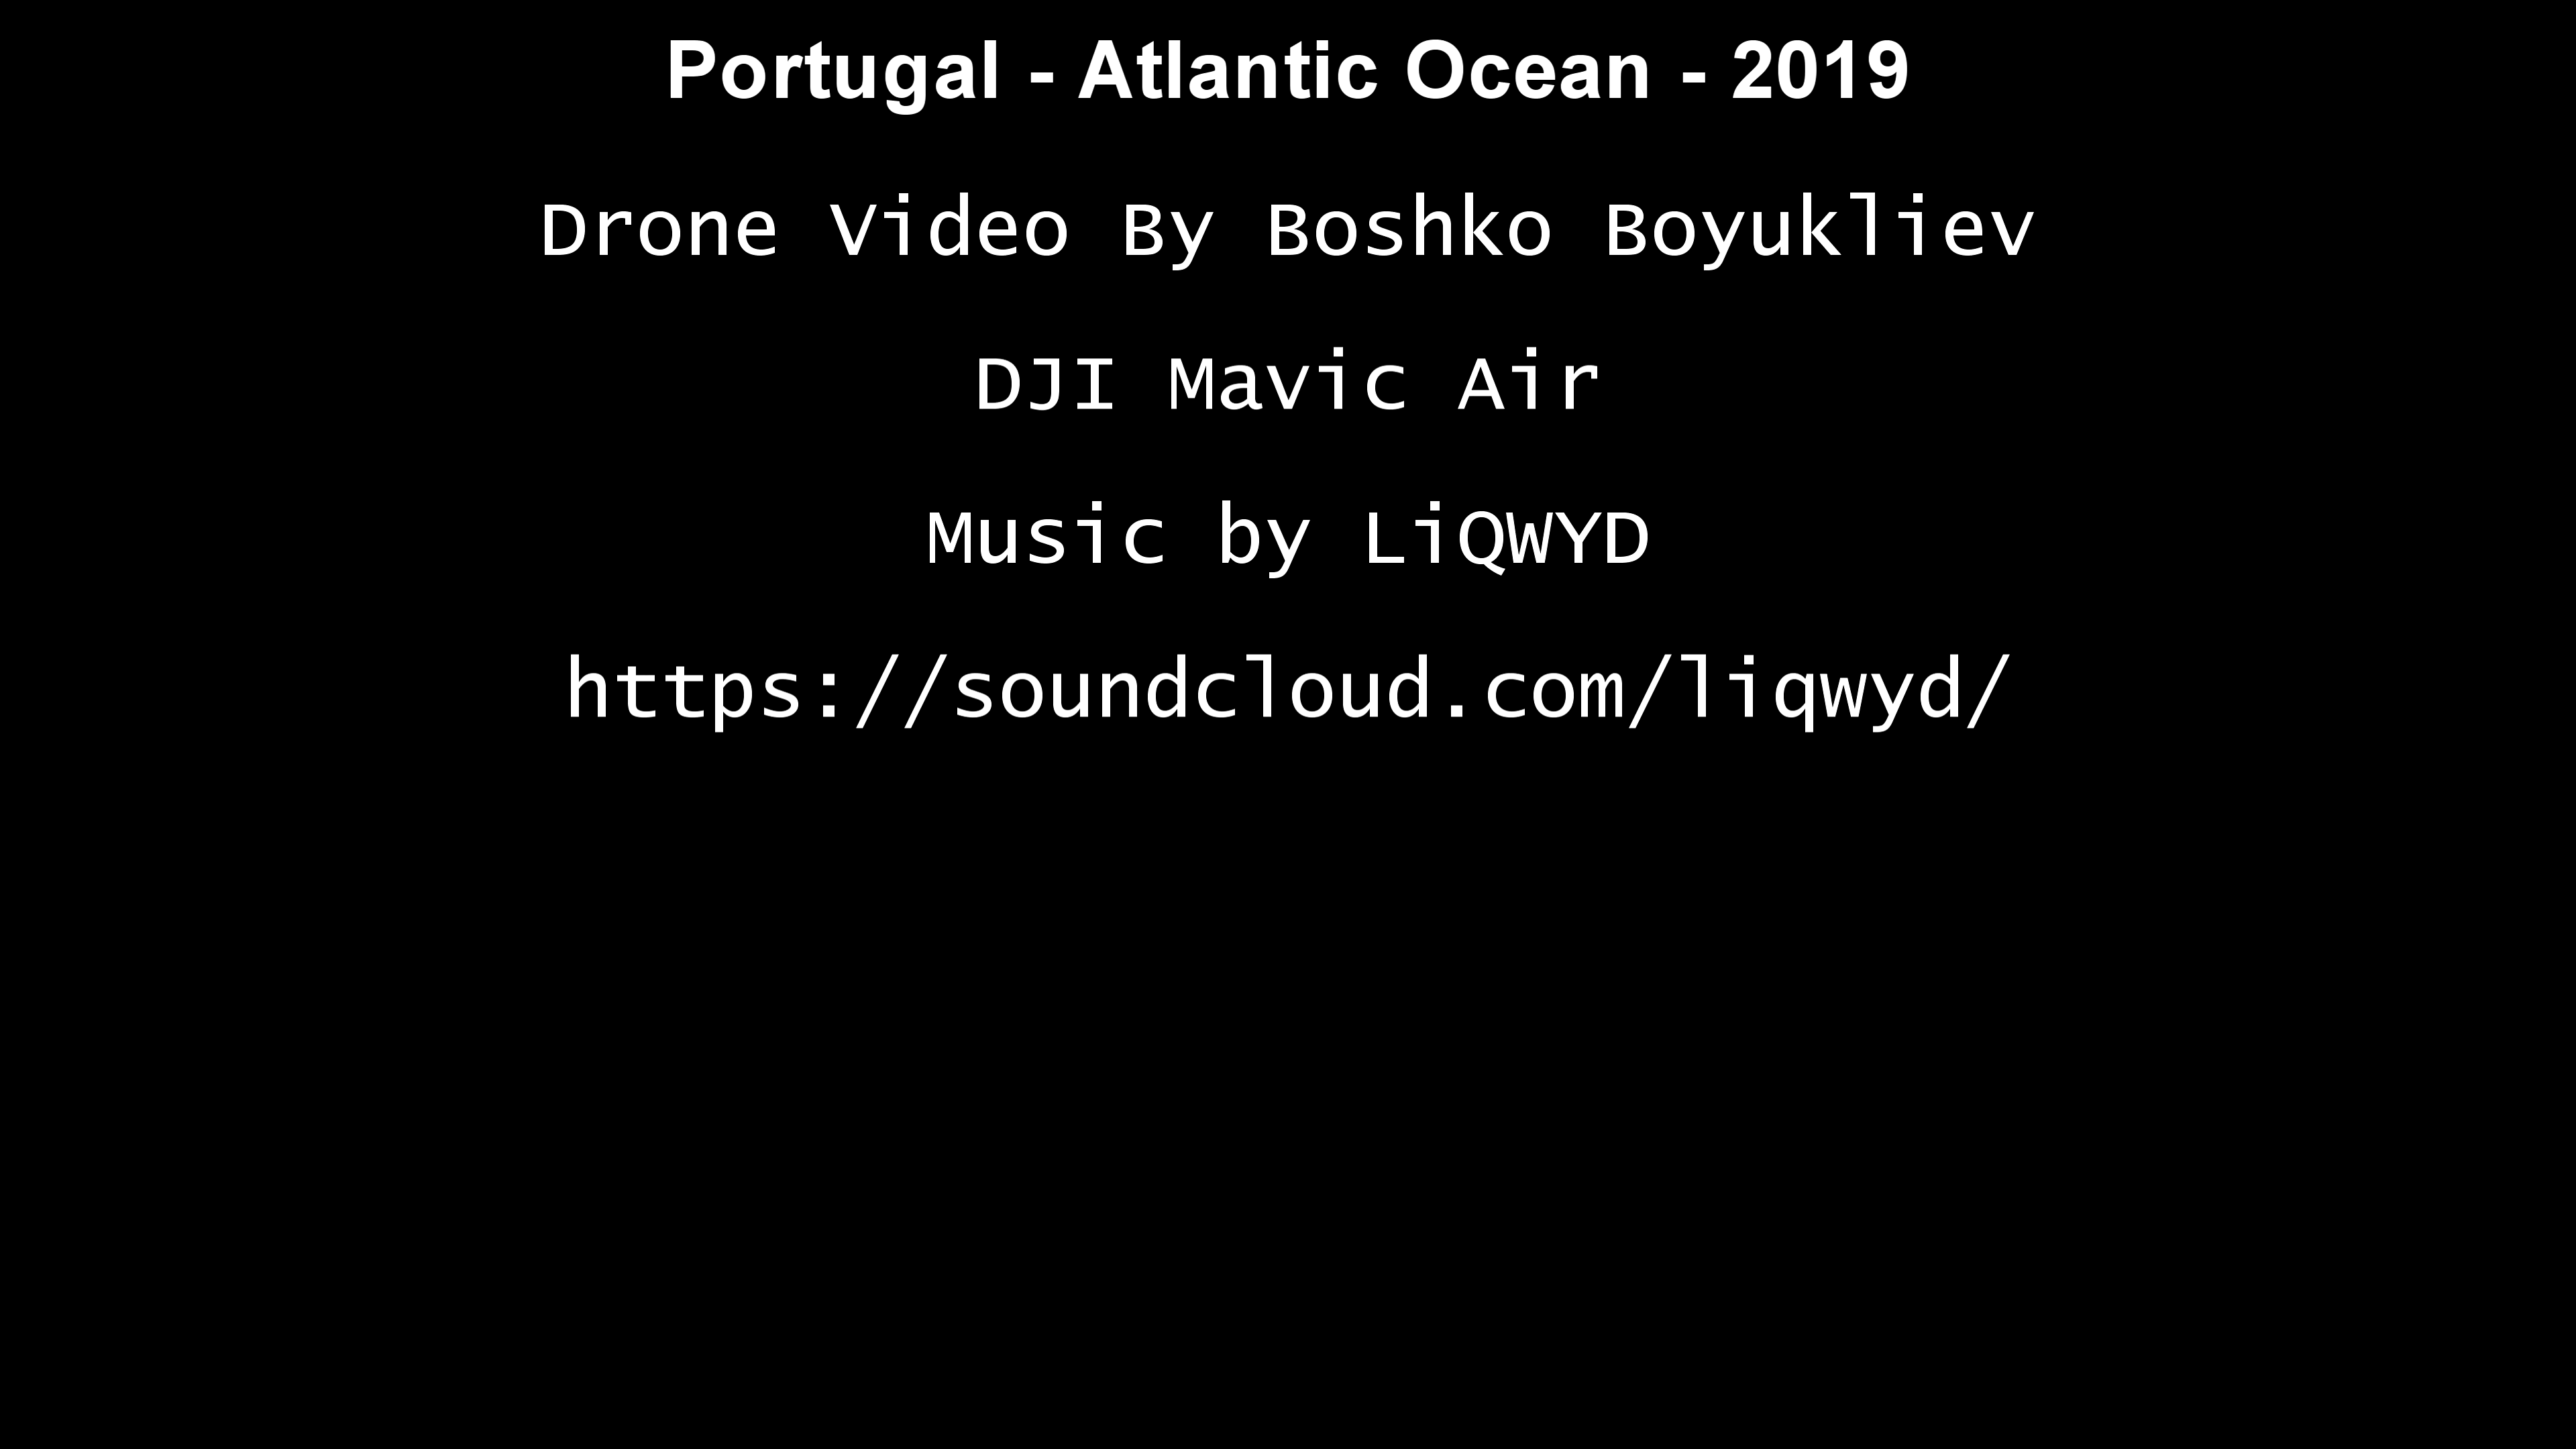 Portugal - Atlantic Ocean - 2019
Drone Video By Boshko Boyukliev
DJI Mavic Air
Music by LiQWYD
https://soundcloud.com/liqwyd/